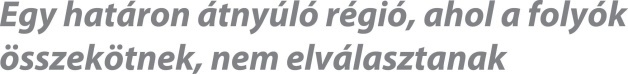 Egy határon átnyúló régió, ahol a folyók
összekötnek, nem elválasztanak